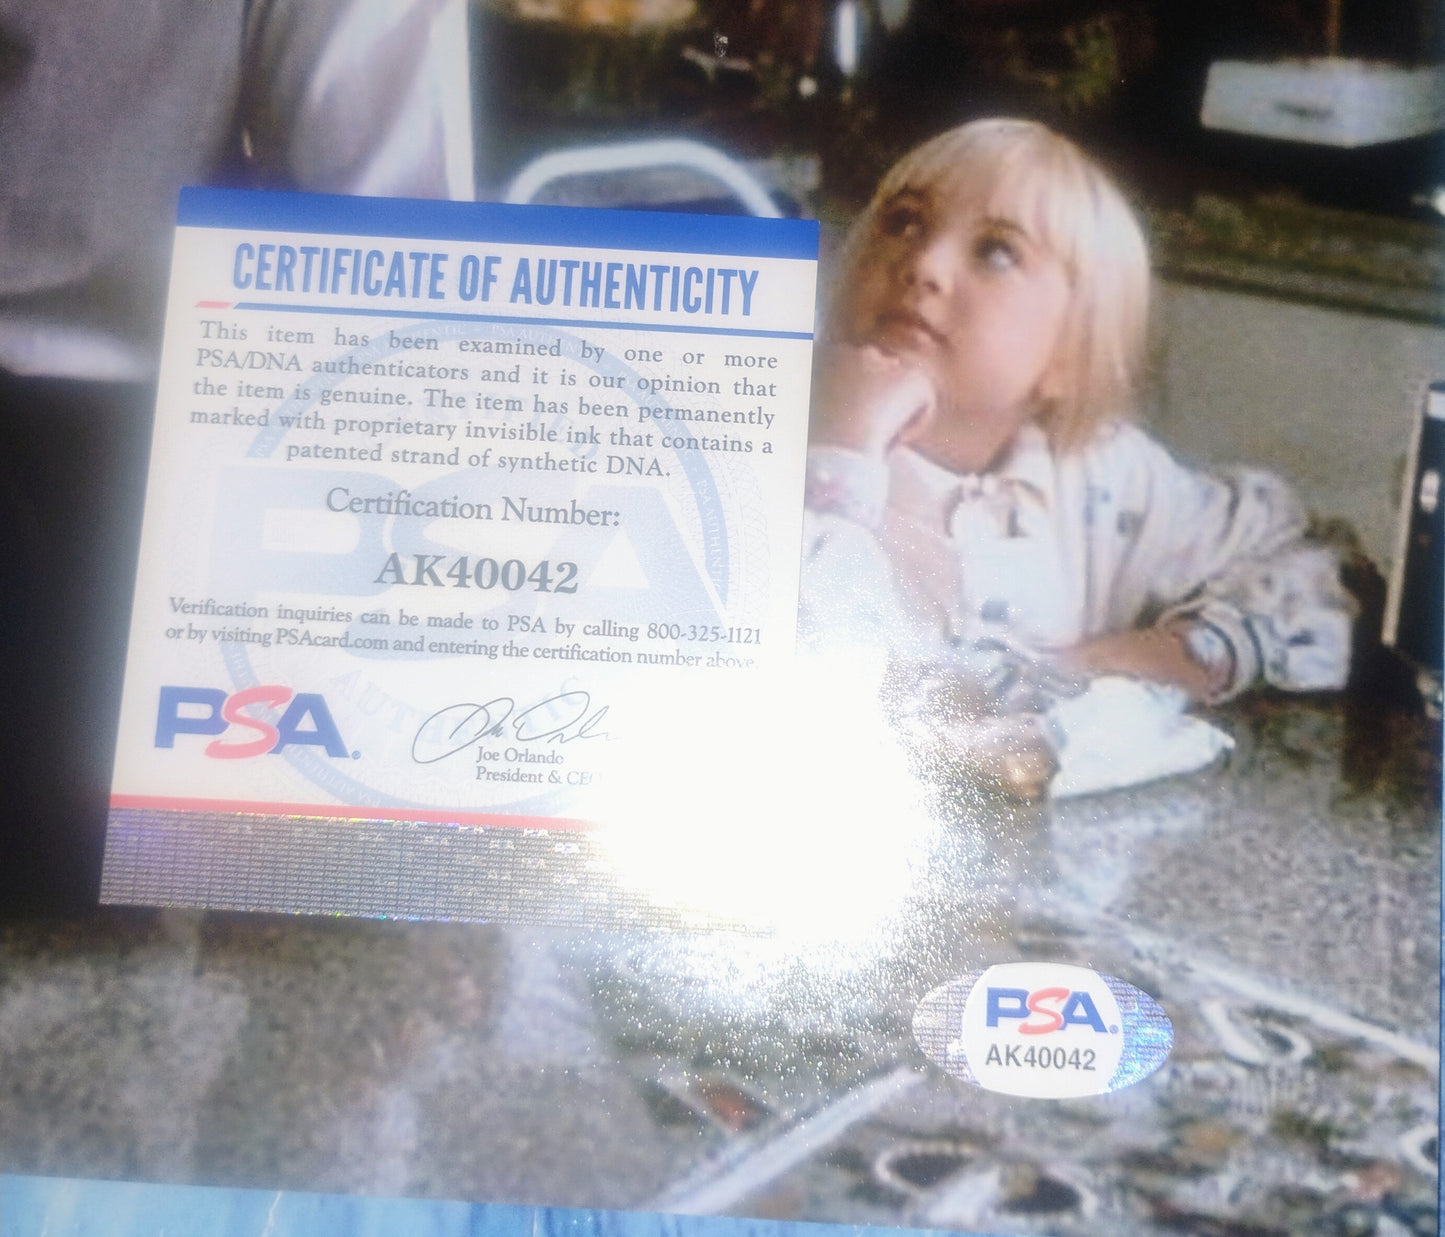 CERTIFICATE OF AUTHENTICITY
This item has been examined by one or more
PSA/DNA authenticators and it is our opinion that
the item is genuine. The item has been permanently
marked with proprietary invisible ink that contains a
patented strand of synthetic DNA.
Certification Number:
AK40042
Verification inquiries can be made to PSA by calling 800-325-1121
or by visiting PSAcard.com and entering the certification number above.
PSA
Joe Orlando
President & CEO
PSA
AK40042